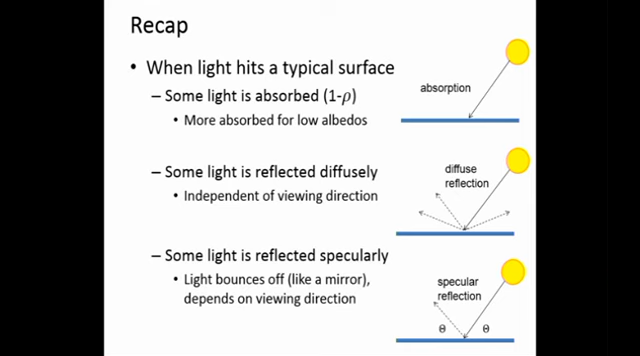 Recap
• When light hits a typical surface
– Some light is absorbed (1-ρ)
• More absorbed for low albedos
absorption
– Some light is reflected diffusely
• Independent of viewing direction
diffuse
reflection
– Some light is reflected specularly
• Light bounces off (like a mirror),
depends on viewing direction
specular
reflection
Θ Θ